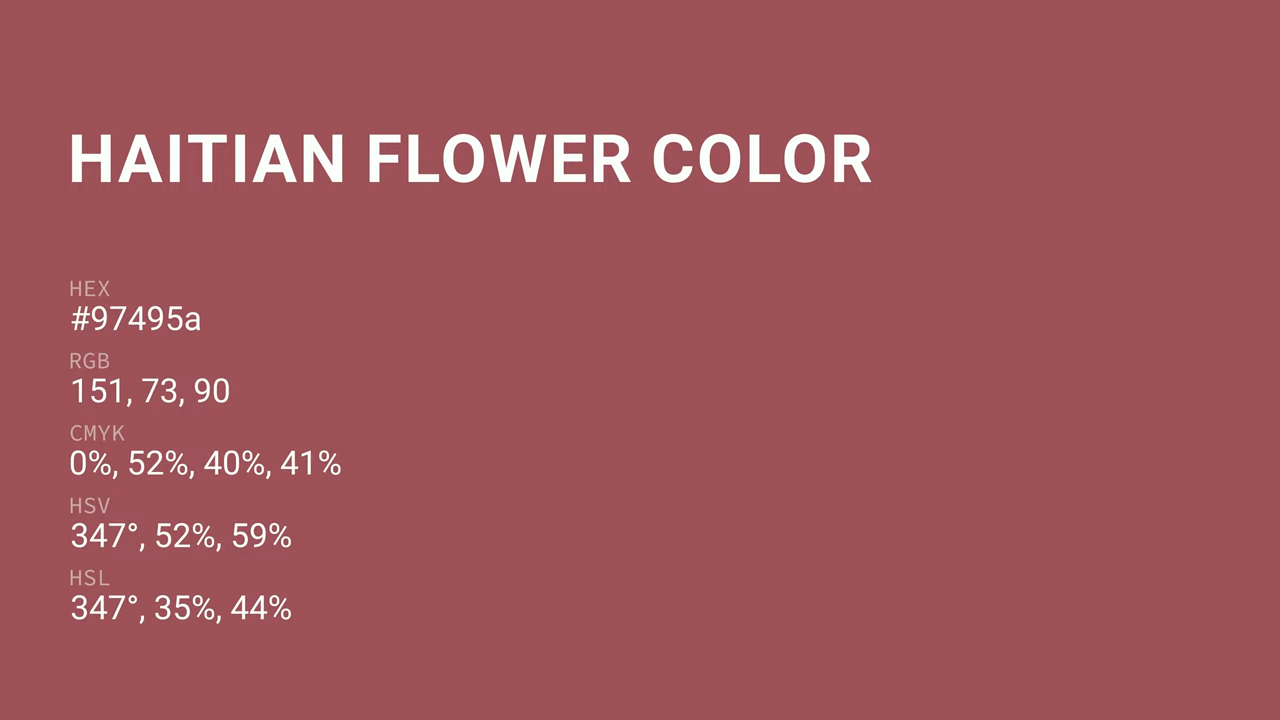 HAITIAN FLOWER COLOR
HEX
#97495a
RGB
151, 73, 90
CMYK
0%, 52%, 40%, 41%
HSV
347°, 52%, 59%
HSL
347°, 35%, 44%